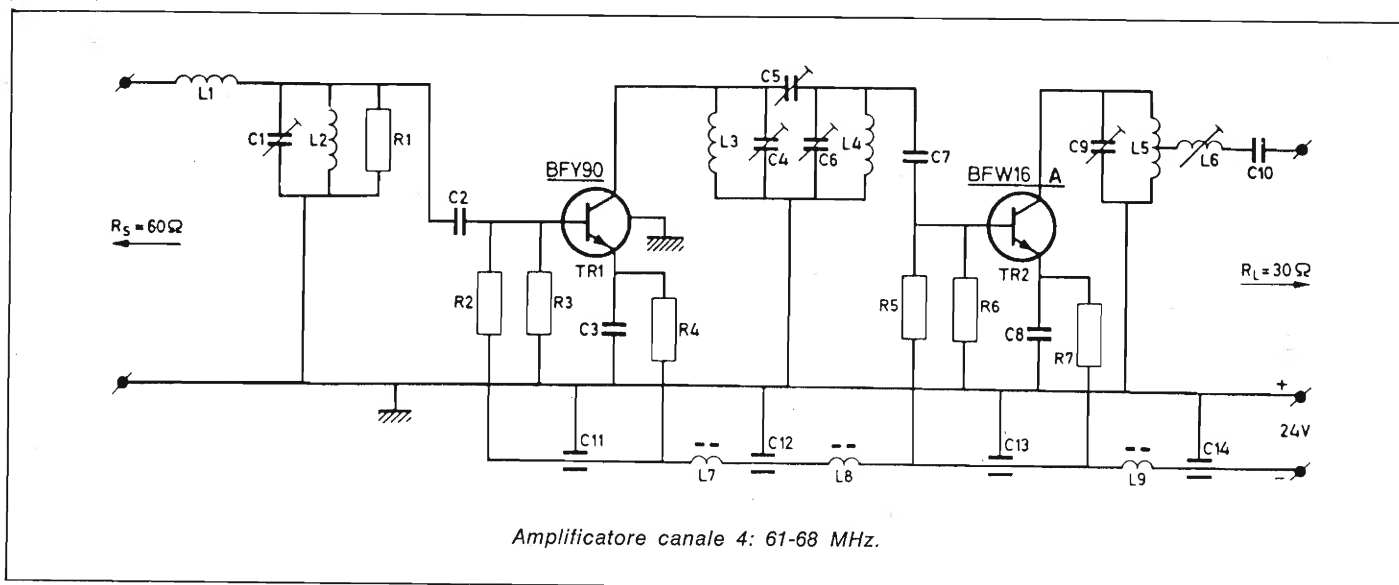 L1
C1
L2
R1
RS = 60Ω
C2
R2
R3
BFY90
TR1
C3
R4
L3
C4
C5
C6
L4
C7
R5
R6
BFW16 A
TR2
C8
R7
C9
L5
L6
C10
RL = 30Ω
+
24V
-
C11
L7
C12
L8
C13
L9
C14
Amplificatore canale 4: 61-68 MHz.